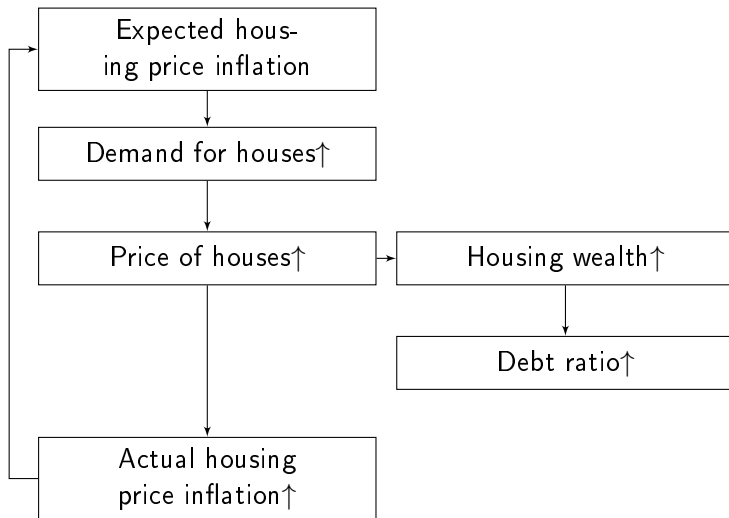 Expected hous-
ing price inflation
Demand for houses↑
Price of houses↑
Housing wealth↑
Debt ratio↑
Actual housing
price inflation↑